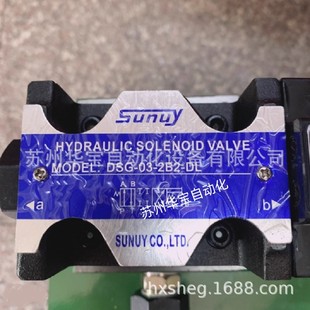 sunuy
HYDRAULIC SOLENOID VALVE
苏州华宝自动化设备有限公司
MODEL: DSG-03-2B2-DL
A B
◄a
b►
苏州华宝自动化
SUNUY CO.,LTD.
hxsheg.1688.com